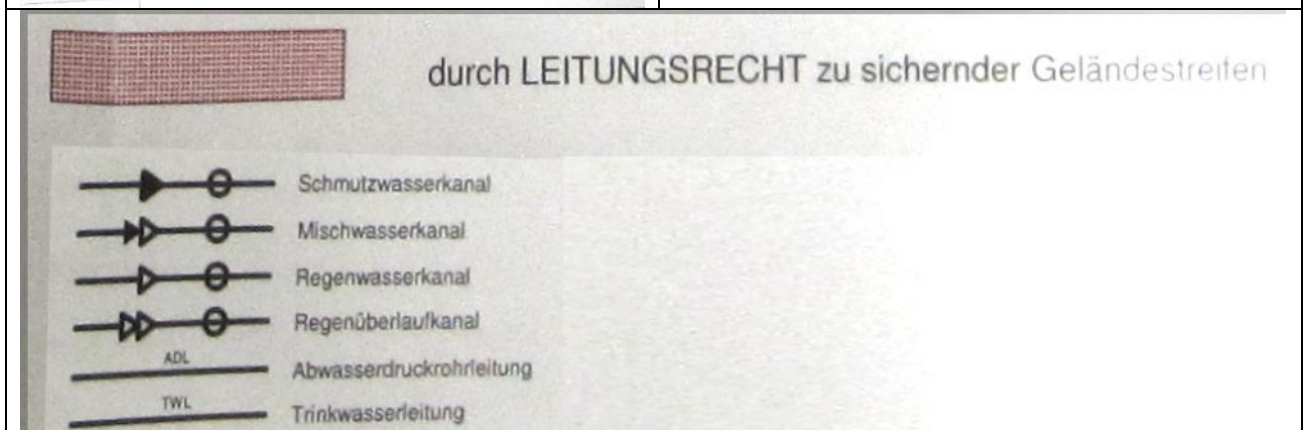 durch LEITUNGSRECHT zu sichernder Geländestreifen
Schmutzwasserkanal
Mischwasserkanal
Regenwasserkanal
Regenüberlaufkanal
ADL Abwasserdruckrohrleitung
TWL Trinkwasserleitung